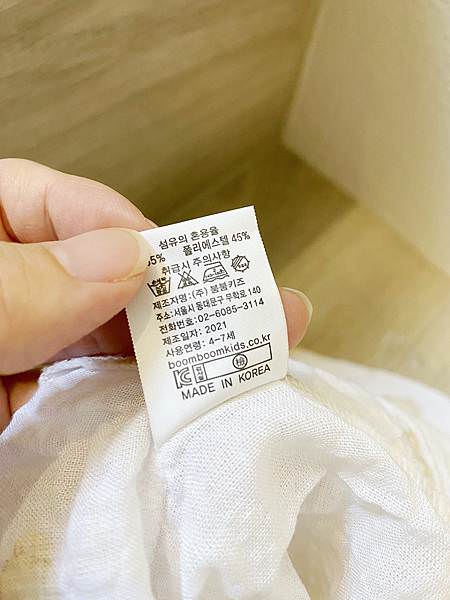 섬유의 혼용율
5% 폴리에스텔 45%
취급시 주의사항
제조자명: (주) 붐붐키즈
주소: 서울시 동대문구 무학로 140
전화번호: 02-6085-3114
제조일자: 2021
사용연령: 4-7세
boomboomkids.co.kr
MADE IN KOREA